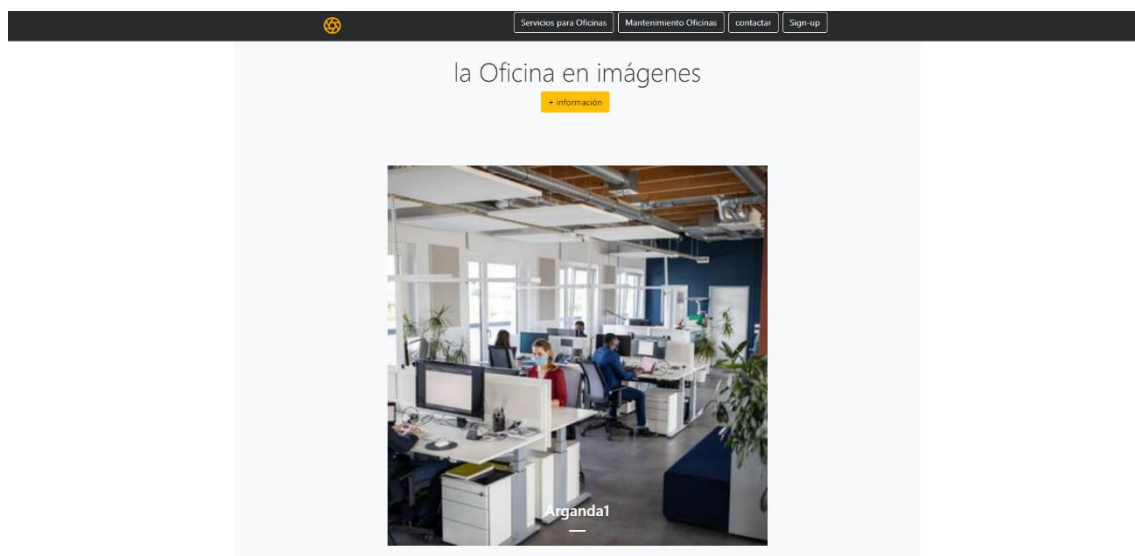 Servicios para Oficinas Mantenimiento Oficinas contactar Sign-up
la Oficina en imágenes
+ información
Arganda1